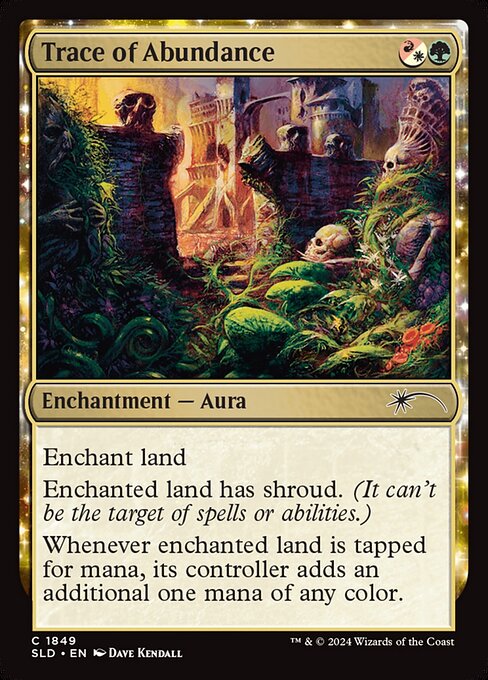 Trace of Abundance
Enchantment — Aura
Enchant land
Enchanted land has shroud. (It can't
be the target of spells or abilities.)
Whenever enchanted land is tapped
for mana, its controller adds an
additional one mana of any color.
C 1849
SLD • EN Dave Kendall
™ & © 2024 Wizards of the Coast